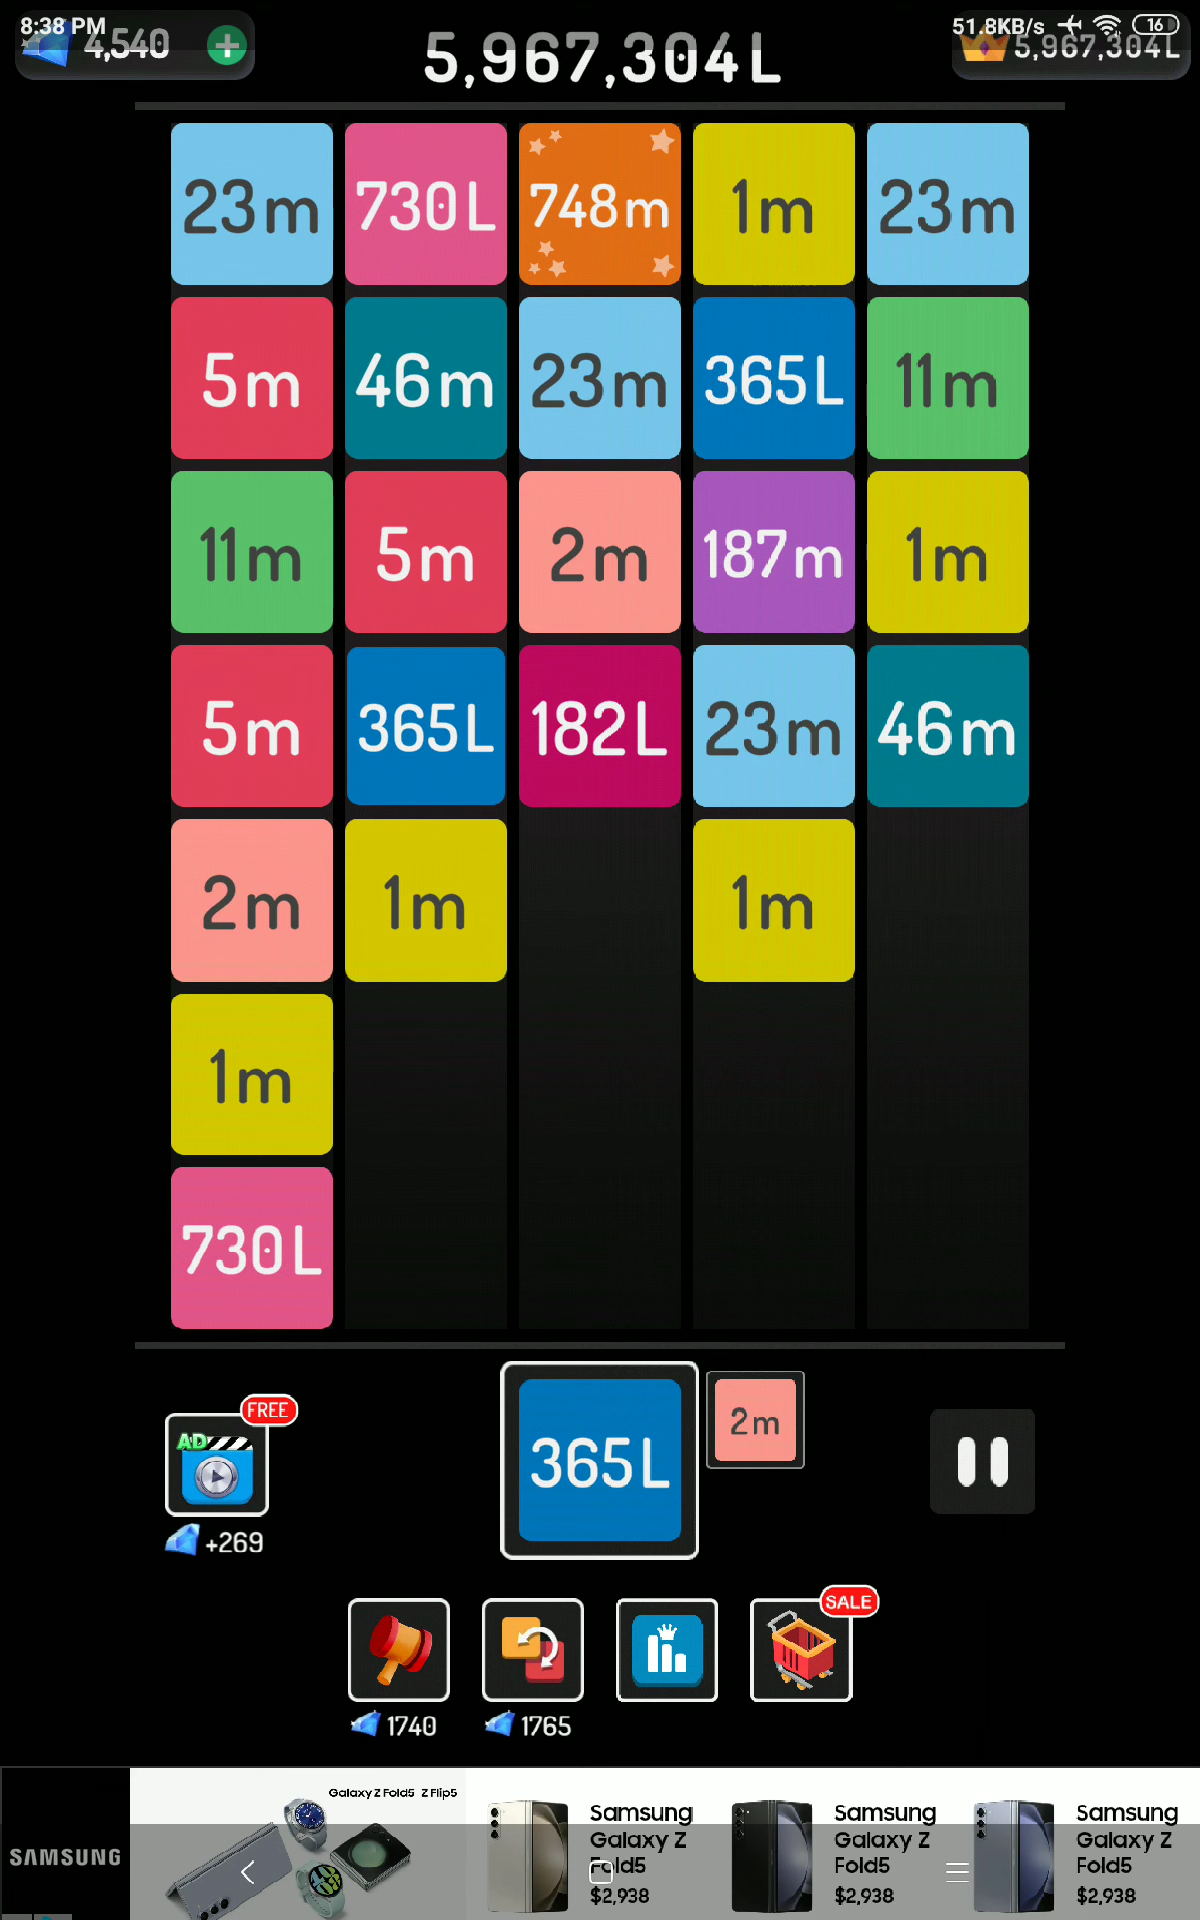 8:38 PM
51.8KB/s
16
4,540
5,967,304L
5,967,304L
23m 730L 748m 1m 23m
5m 46m 23m 365L 11m
11m 5m 2m 187m 1m
5m 365L 182L 23m 46m
2m 1m 1m
1m
730L
FREE
AD
+269
365L
2m
SALE
1740
1765
SAMSUNG
Galaxy Z Fold5 Z Flip5
Samsung
Galaxy Z
Fold5
$2,938
Samsung
Galaxy Z
Fold5
$2,938
Samsung
Galaxy Z
Fold5
$2,938